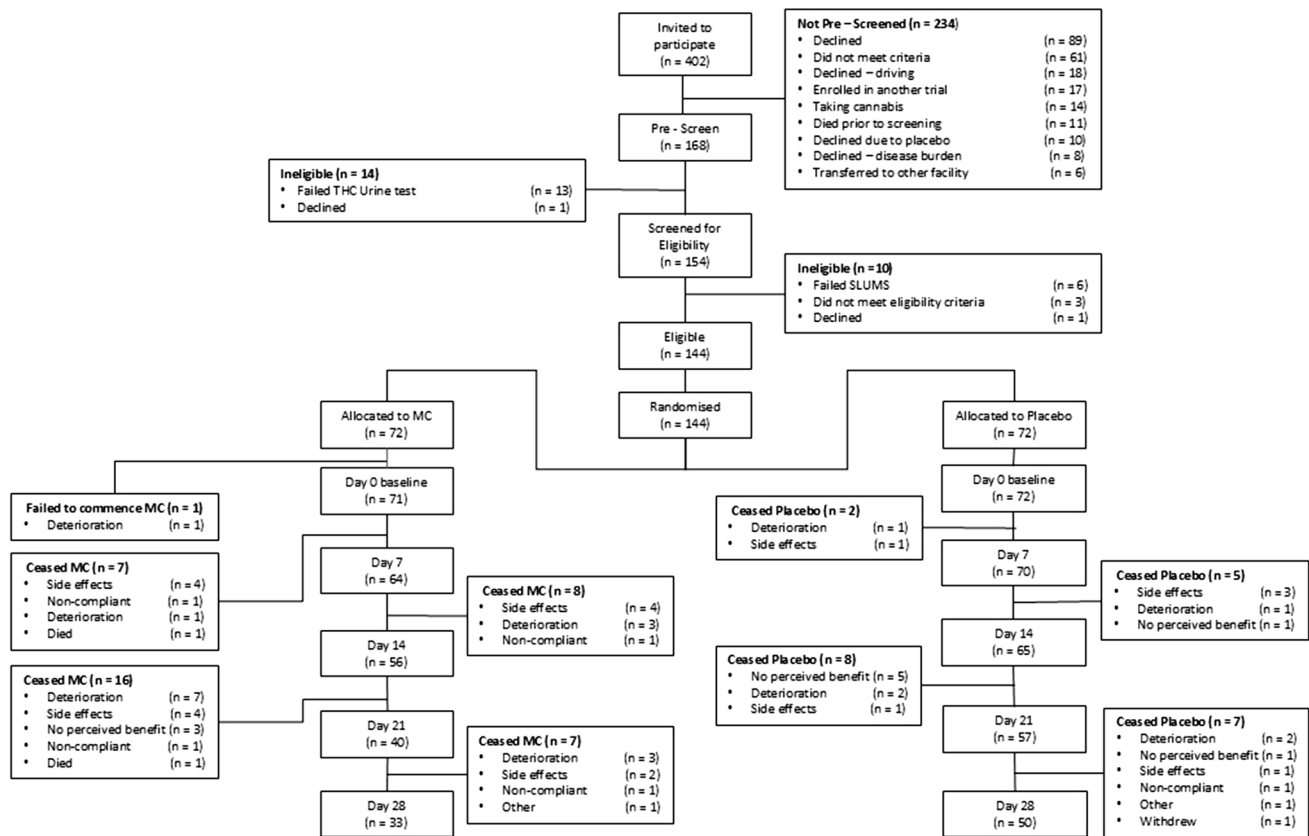 Invited to
participate
(n = 402)
Not Pre – Screened (n = 234)
• Declined (n = 89)
• Did not meet criteria (n = 61)
• Declined – driving (n = 18)
• Enrolled in another trial (n = 17)
• Taking cannabis (n = 14)
• Died prior to screening (n = 11)
• Declined due to placebo (n = 10)
• Declined – disease burden (n = 8)
• Transferred to other facility (n = 6)
Pre - Screen
(n = 168)
Ineligible (n = 14)
• Failed THC Urine test (n = 13)
• Declined (n = 1)
Screened for
Eligibility
(n = 154)
Ineligible (n = 10)
• Failed SLUMS (n = 6)
• Did not meet eligibility criteria (n = 3)
• Declined (n = 1)
Eligible
(n = 144)
Randomised
(n = 144)
Allocated to MC
(n = 72)
Day 0 baseline
(n = 71)
Failed to commence MC (n = 1)
• Deterioration (n = 1)
Ceased MC (n = 7)
• Side effects (n = 4)
• Non-compliant (n = 1)
• Deterioration (n = 1)
• Died (n = 1)
Day 7
(n = 64)
Ceased MC (n = 8)
• Side effects (n = 4)
• Deterioration (n = 3)
• Non-compliant (n = 1)
Day 14
(n = 56)
Ceased MC (n = 16)
• Deterioration (n = 7)
• Side effects (n = 4)
• No perceived benefit (n = 3)
• Non-compliant (n = 1)
• Died (n = 1)
Day 21
(n = 40)
Ceased MC (n = 7)
• Deterioration (n = 3)
• Side effects (n = 2)
• Non-compliant (n = 1)
• Other (n = 1)
Day 28
(n = 33)
Allocated to Placebo
(n = 72)
Day 0 baseline
(n = 72)
Ceased Placebo (n = 2)
• Deterioration (n = 1)
• Side effects (n = 1)
Day 7
(n = 70)
Ceased Placebo (n = 5)
• Side effects (n = 3)
• Deterioration (n = 1)
• No perceived benefit (n = 1)
Day 14
(n = 65)
Ceased Placebo (n = 8)
• No perceived benefit (n = 5)
• Deterioration (n = 2)
• Side effects (n = 1)
Day 21
(n = 57)
Ceased Placebo (n = 7)
• Deterioration (n = 2)
• No perceived benefit (n = 1)
• Side effects (n = 1)
• Non-compliant (n = 1)
• Other (n = 1)
• Withdrew (n = 1)
Day 28
(n = 50)